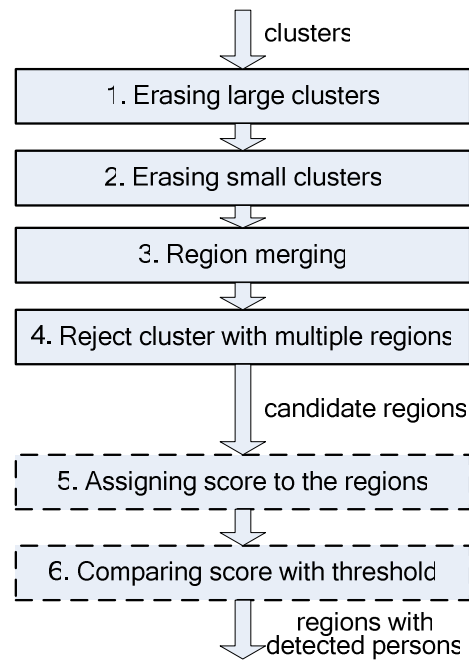 clusters
1. Erasing large clusters
2. Erasing small clusters
3. Region merging
4. Reject cluster with multiple regions
candidate regions
5. Assigning score to the regions
6. Comparing score with threshold
regions with
detected persons